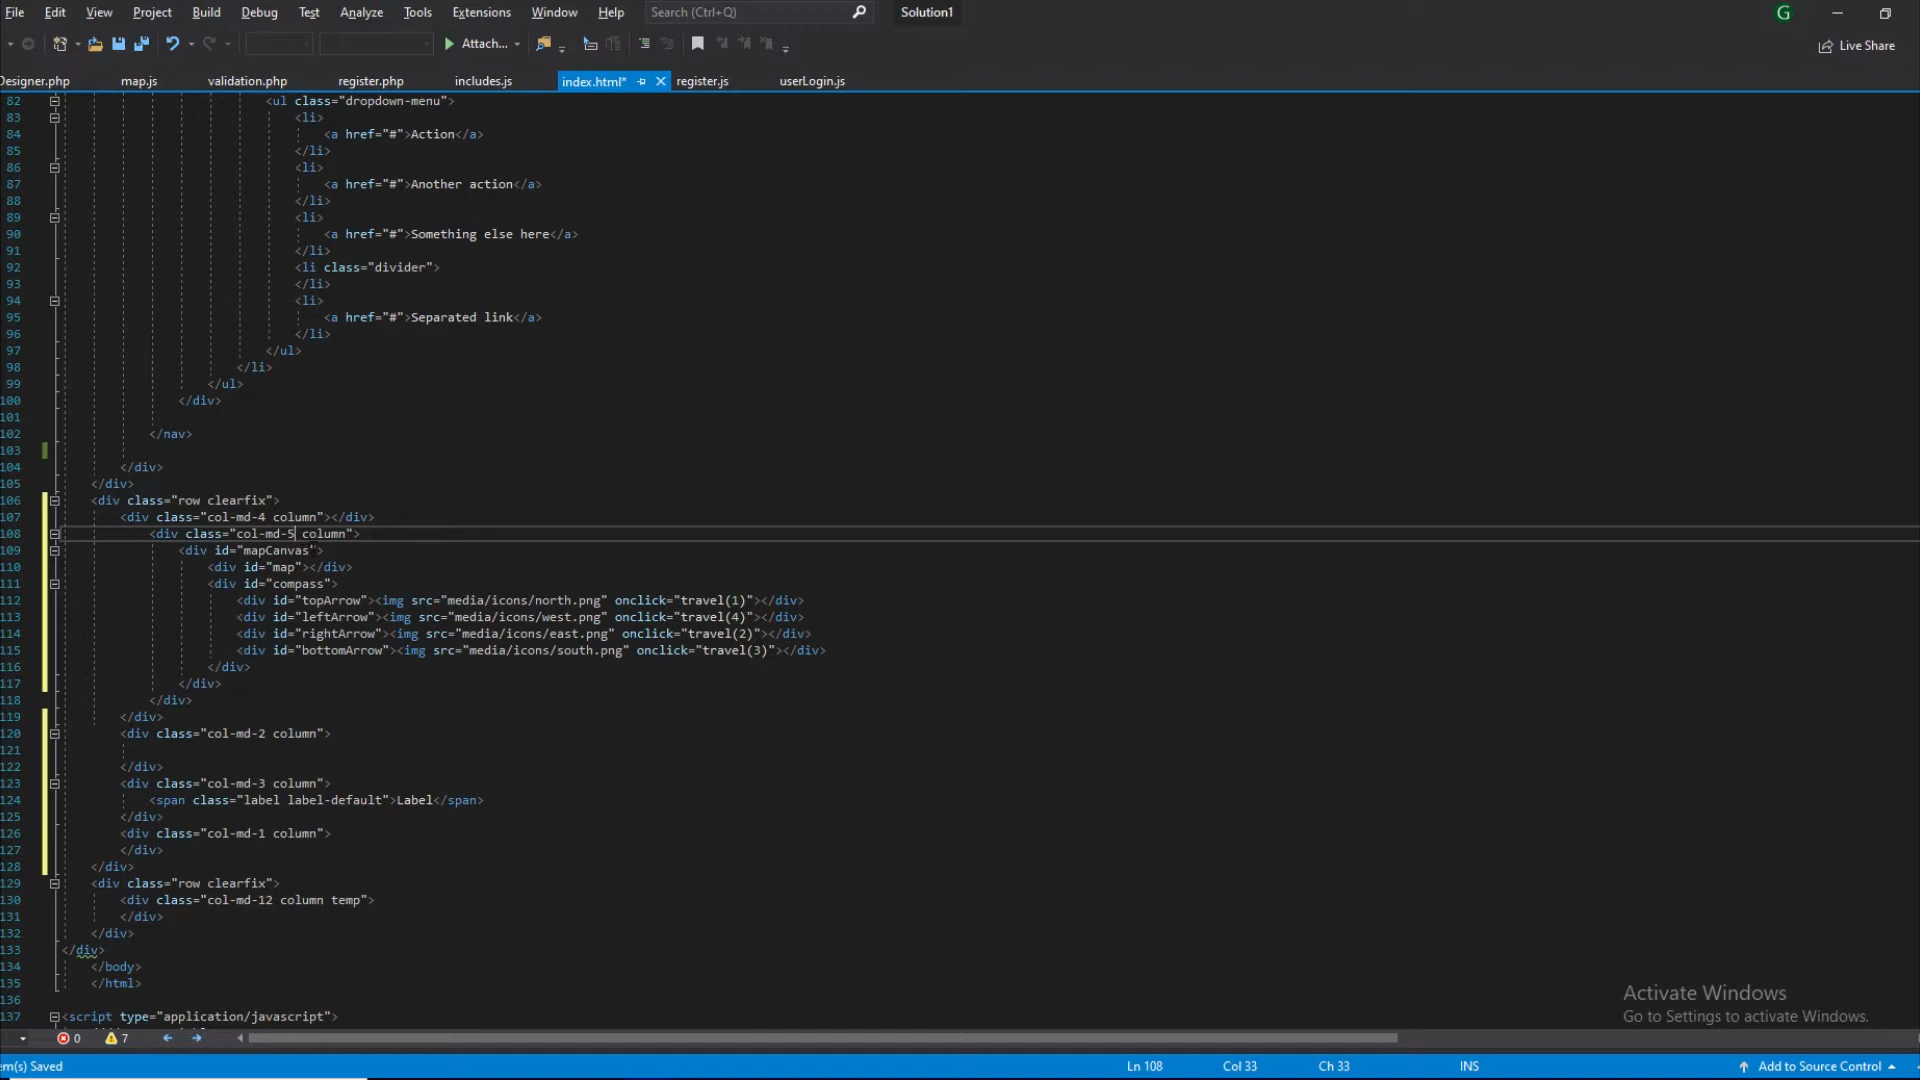 File Edit View Project Build Debug Test Analyze Tools Extensions Window Help Search (Ctrl+Q) Solution1 G
Attach... Live Share
Designer.php map.js validation.php register.php includes.js index.html* register.js userLogin.js
82 <ul class="dropdown-menu">
83 <li>
84 <a href="#">Action</a>
85 </li>
86 <li>
87 <a href="#">Another action</a>
88 </li>
89 <li>
90 <a href="#">Something else here</a>
91 </li>
92 <li class="divider">
93 </li>
94 <li>
95 <a href="#">Separated link</a>
96 </li>
97 </ul>
98 </li>
99 </ul>
100 </div>
101
102 </nav>
103
104 </div>
105 </div>
106 <div class="row clearfix">
107 <div class="col-md-4 column"></div>
108 <div class="col-md-5 column">
109 <div id="mapCanvas">
110 <div id="map"></div>
111 <div id="compass">
112 <div id="topArrow"><img src="media/icons/north.png" onclick="travel(1)"></div>
113 <div id="leftArrow"><img src="media/icons/west.png" onclick="travel(4)"></div>
114 <div id="rightArrow"><img src="media/icons/east.png" onclick="travel(2)"></div>
115 <div id="bottomArrow"><img src="media/icons/south.png" onclick="travel(3)"></div>
116 </div>
117 </div>
118 </div>
119 </div>
120 <div class="col-md-2 column">
121
122 </div>
123 <div class="col-md-3 column">
124 <span class="label label-default">Label</span>
125 </div>
126 <div class="col-md-1 column">
127 </div>
128 </div>
129 <div class="row clearfix">
130 <div class="col-md-12 column temp">
131 </div>
132 </div>
133 </div>
134 </body>
135 </html>
136
137 <script type="application/javascript">
Activate Windows
Go to Settings to activate Windows.
0 7
em(s) Saved Ln 108 Col 33 Ch 33 INS Add to Source Control